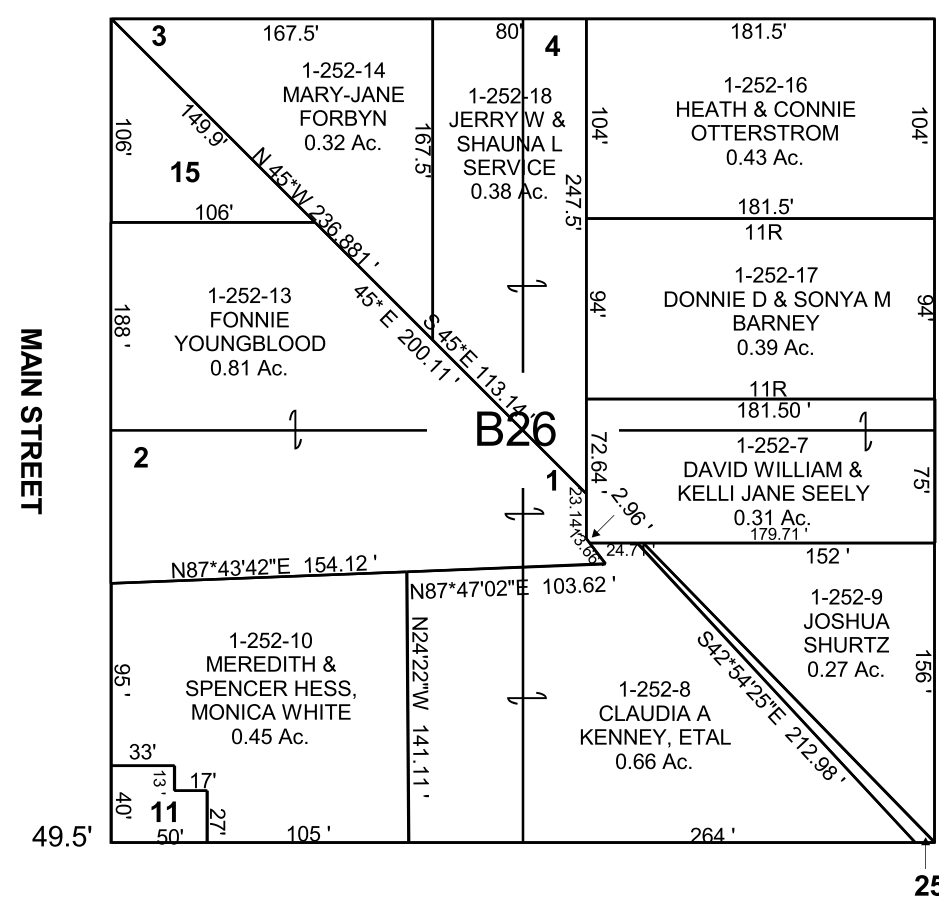 3
167.5'
80'
4
181.5'
1-252-14
MARY-JANE
FORBYN
0.32 Ac.
1-252-18
JERRY W &
SHAUNA L
SERVICE
0.38 Ac.
1-252-16
HEATH & CONNIE
OTTERSTROM
0.43 Ac.
106'
149.9'
167.5'
104'
104'
15
N 45*W 236.881 '
247.5'
106'
181.5'
11R
1-252-13
FONNIE
YOUNGBLOOD
0.81 Ac.
188 '
45* E 200.11 '
S 45*E 113.14 '
94'
1-252-17
DONNIE D & SONYA M
BARNEY
0.39 Ac.
94'
11R
181.50 '
MAIN STREET
B26
2
1
72.64 '
1-252-7
DAVID WILLIAM &
KELLI JANE SEELY
0.31 Ac.
75'
23.14'
2.96 '
13.66'
24.71'
179.71 '
152 '
N87*43'42"E 154.12 '
N87*47'02"E 103.62 '
1-252-9
JOSHUA
SHURTZ
0.27 Ac.
156 '
1-252-10
MEREDITH &
SPENCER HESS,
MONICA WHITE
0.45 Ac.
95 '
N24'22"W 141.11 '
1-252-8
CLAUDIA A
KENNEY, ETAL
0.66 Ac.
S42*54'25"E 212.98 '
33'
13 '
17'
40'
11
27'
49.5'
50'
105 '
264 '
25